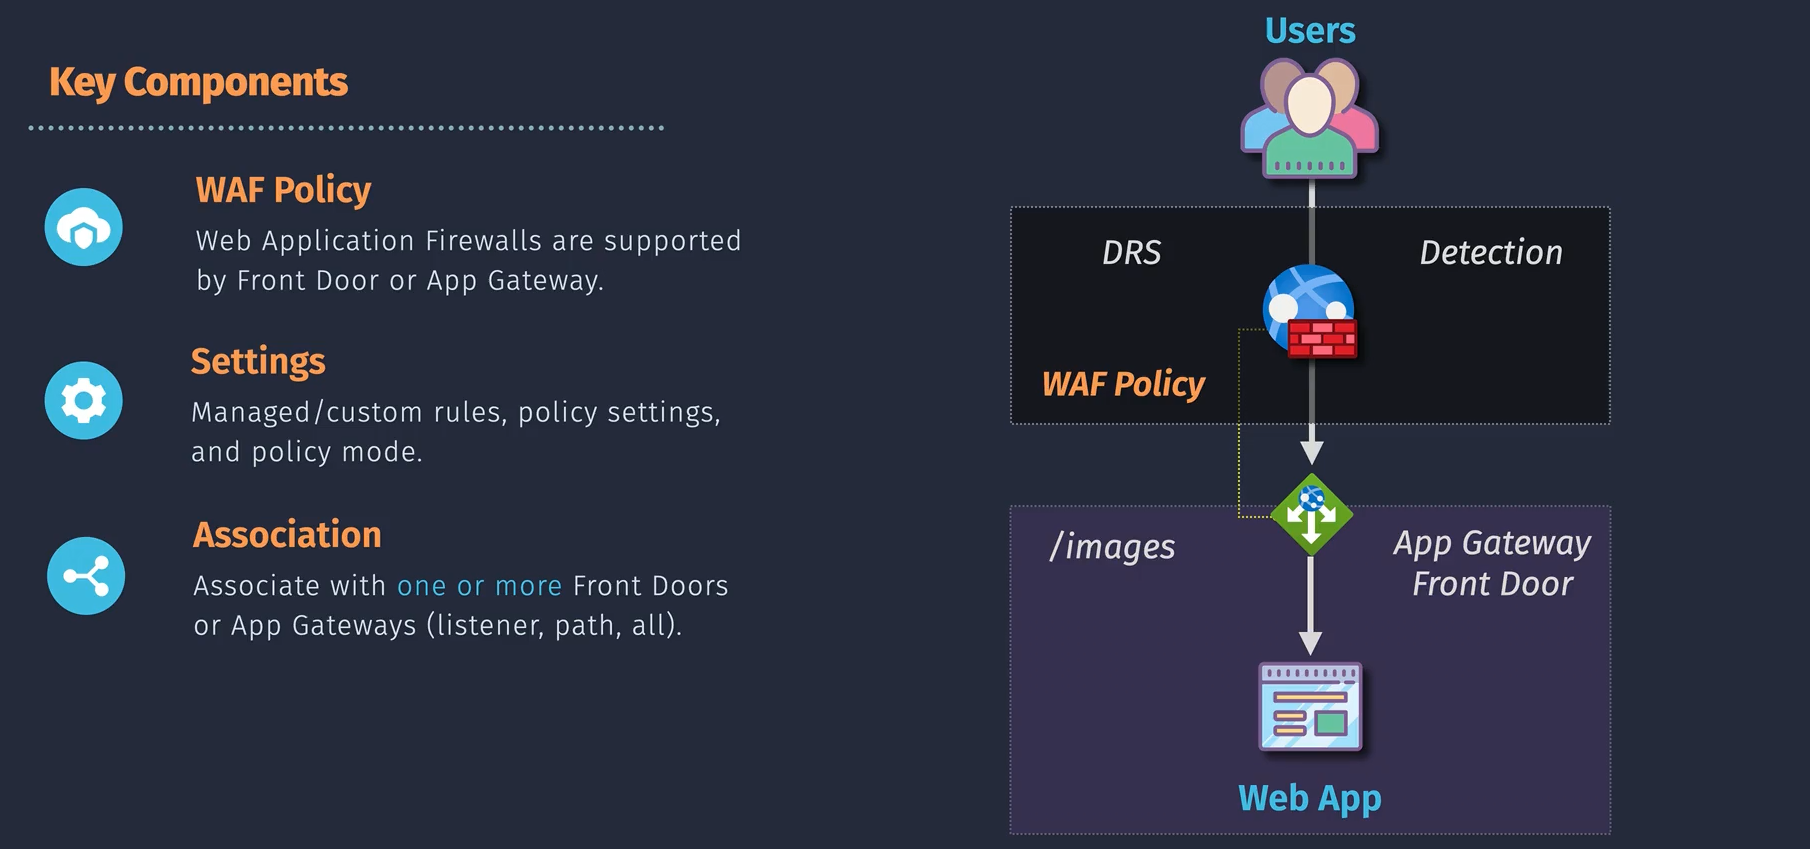 Key Components
WAF Policy
Web Application Firewalls are supported
by Front Door or App Gateway.
Settings
Managed/custom rules, policy settings,
and policy mode.
Association
Associate with one or more Front Doors
or App Gateways (listener, path, all).
Users
DRS
Detection
WAF Policy
/images
App Gateway
Front Door
Web App